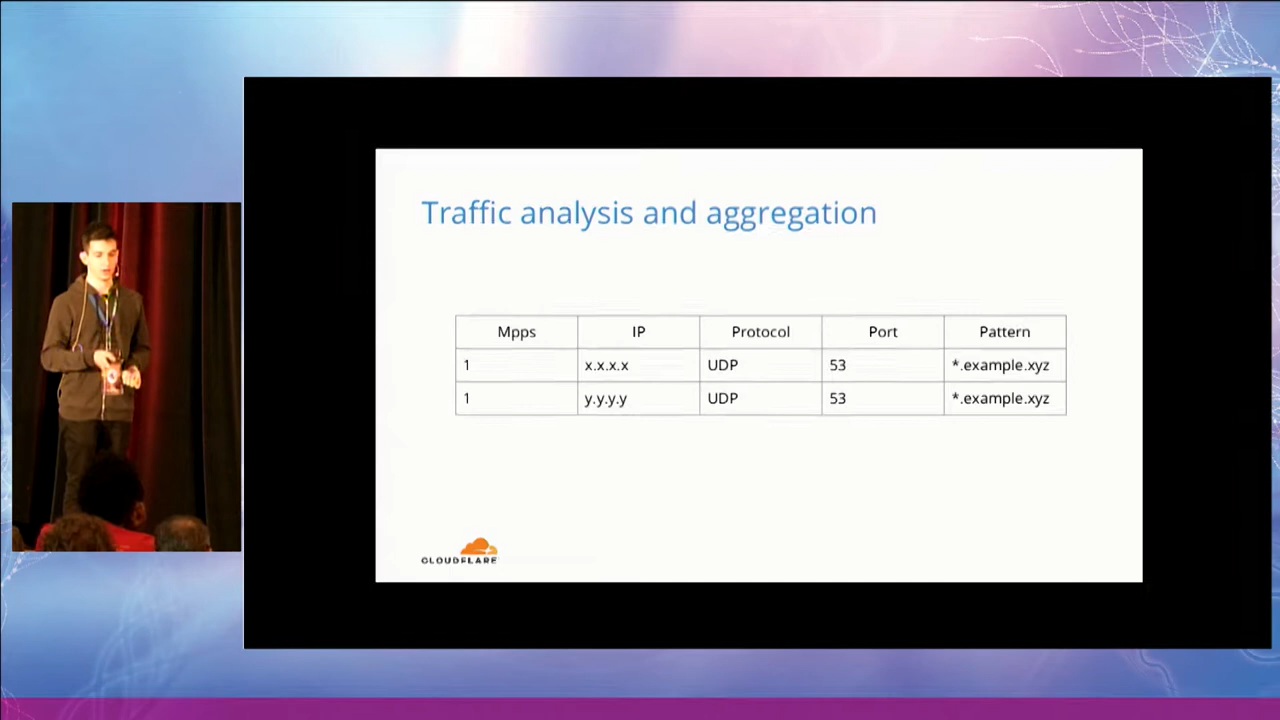 Traffic analysis and aggregation
Mpps IP Protocol Port Pattern
1 x.x.x.x UDP 53 *.example.xyz
1 y.y.y.y UDP 53 *.example.xyz
CLOUDFLARE